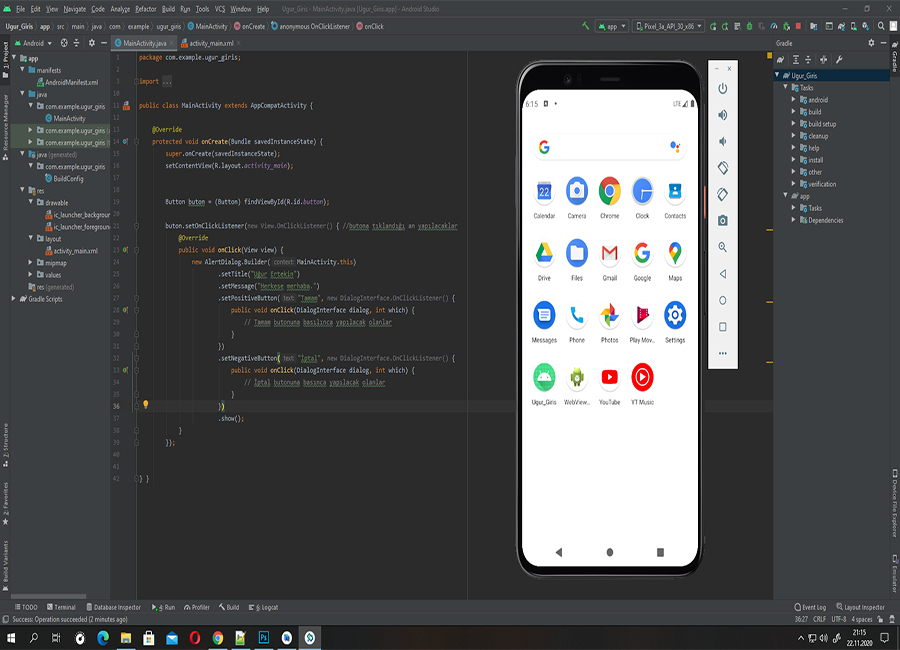 File Edit View Navigate Code Analyze Refactor Build Run Tools VCS Window Help Ugur_Giris - MainActivity.java [Ugur_Giris.app] - Android Studio
Ugur_Giris app src main java com example ugur_giris MainActivity onCreate anonymous OnClickListener onClick app Pixel_3a_API_30_x86
Android MainActivity.java activity_main.xml Gradle
1: Project
Resource Manager
Z: Structure
2: Favorites
Build Variants
app
manifests
AndroidManifest.xml
java
com.example.ugur_giris
MainActivity
com.example.ugur_giris
com.example.ugur_giris
java (generated)
com.example.ugur_giris
BuildConfig
res
drawable
ic_launcher_backgroun
ic_launcher_foreground
layout
activity_main.xml
mipmap
values
res (generated)
Gradle Scripts
1 package com.example.ugur_giris;
2
3 import ...
10
11 public class MainActivity extends AppCompatActivity {
12
13 @Override
14 protected void onCreate(Bundle savedInstanceState) {
15 super.onCreate(savedInstanceState);
16 setContentView(R.layout.activity_main);
17
18
19 Button buton = (Button) findViewById(R.id.button);
20
21 buton.setOnClickListener(new View.OnClickListener() { //butona tıklandığı an yapılacaklar
22 @Override
23 public void onClick(View view) {
24 new AlertDialog.Builder( context: MainActivity.this)
25 .setTitle("Uğur Ertekin")
26 .setMessage("Herkese merhaba.")
27 .setPositiveButton( text: "Tamam", new DialogInterface.OnClickListener() {
28 public void onClick(DialogInterface dialog, int which) {
29 // Tamam butonuna basılınca yapılacak olanlar
30 }
31 })
32 .setNegativeButton( text: "İptal", new DialogInterface.OnClickListener() {
33 public void onClick(DialogInterface dialog, int which) {
34 // İptal butonuna basınca yapılacak olanlar
35 }
36 })
37 .show();
38 }
39 });
40
41
42 } }
6:15 LTE
22
Calendar Camera Chrome Clock Contacts
Drive Files Gmail Google Maps
Messages Phone Photos Play Mov... Settings
Ugur_Giris WebView... YouTube YT Music
Ugur_Giris
Tasks
android
build
build setup
cleanup
help
install
other
verification
app
Tasks
Dependencies
Gradle
Device File Explorer
Emulator
TODO Terminal Database Inspector 4: Run Profiler Build 6: Logcat Event Log Layout Inspector
Success: Operation succeeded (2 minutes ago) 36:27 CRLF UTF-8 4 spaces
Ps
21:15
22.11.2020